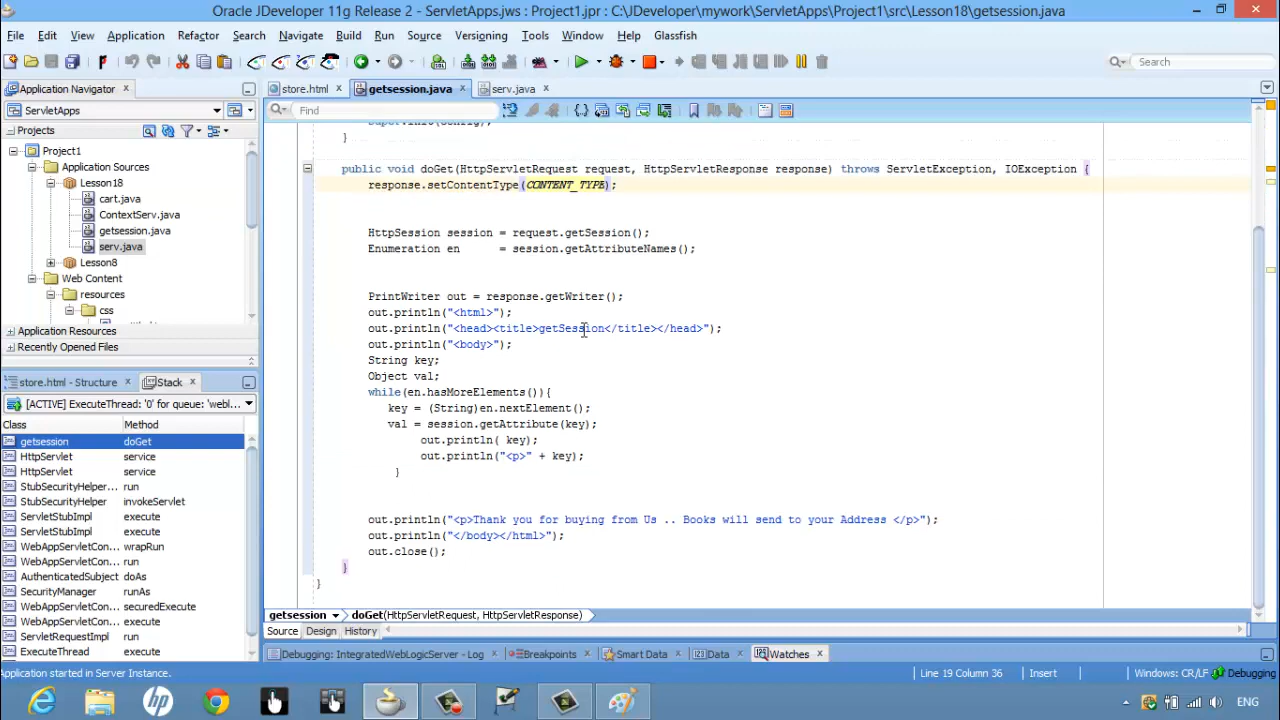 Oracle JDeveloper 11g Release 2 - ServletApps.jws : Project1.jpr : C:\JDeveloper\mywork\ServletApps\Project1\src\Lesson18\getsession.java
File Edit View Application Refactor Search Navigate Build Run Source Versioning Tools Window Help Glassfish
Search
Application Navigator
store.html getsession.java serv.java
ServletApps
Find
Projects
Project1
Application Sources
Lesson18
cart.java
ContextServ.java
getsession.java
serv.java
Lesson8
Web Content
resources
css
Application Resources
Recently Opened Files
}
public void doGet(HttpServletRequest request, HttpServletResponse response) throws ServletException, IOException {
response.setContentType(CONTENT_TYPE);
HttpSession session = request.getSession();
Enumeration en = session.getAttributeNames();
PrintWriter out = response.getWriter();
out.println("<html>");
out.println("<head><title>getSession</title></head>");
out.println("<body>");
String key;
Object val;
while(en.hasMoreElements()){
key = (String)en.nextElement();
val = session.getAttribute(key);
out.println( key);
out.println("<p>" + key);
}
out.println("<p>Thank you for buying from Us .. Books will send to your Address </p>");
out.println("</body></html>");
out.close();
}
}
store.html - Structure Stack
[ACTIVE] ExecuteThread: '0' for queue: 'webl...
Class Method
getsession doGet
HttpServlet service
HttpServlet service
StubSecurityHelper... run
StubSecurityHelper invokeServlet
ServletStubImpl execute
ServletStubImpl execute
WebAppServletCon... wrapRun
WebAppServletCon... run
AuthenticatedSubject doAs
SecurityManager runAs
WebAppServletCon... securedExecute
WebAppServletCon... execute
ServletRequestImpl run
ExecuteThread execute
getsession doGet(HttpServletRequest, HttpServletResponse)
Source Design History
Debugging: IntegratedWebLogicServer - Log Breakpoints Smart Data Data Watches
Application started in Server Instance. Line 19 Column 36 Insert Windows: CR/LF Debugging
ENG